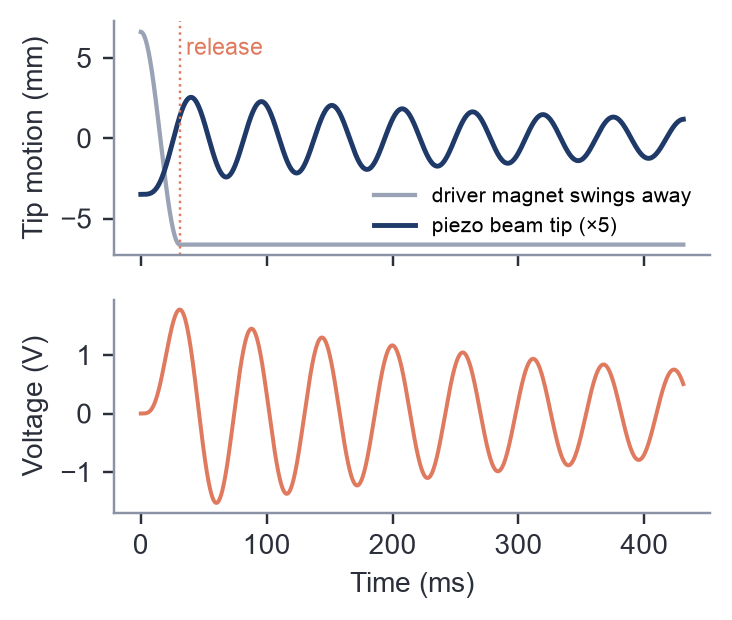 Tip motion (mm)
5
0
−5
release
driver magnet swings away
piezo beam tip (×5)
Voltage (V)
1
0
−1
0 100 200 300 400
Time (ms)